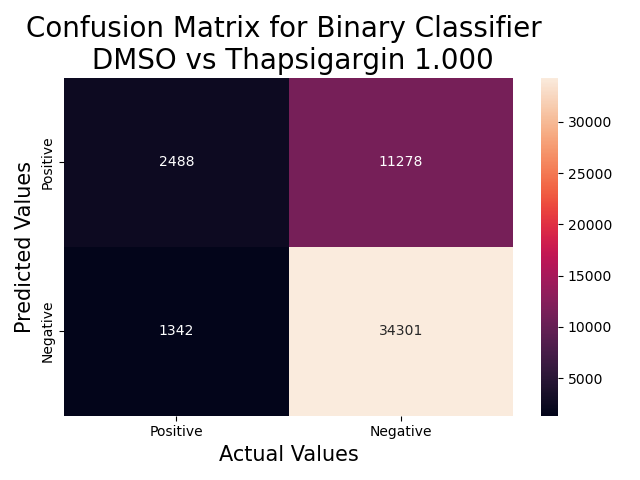 Confusion Matrix for Binary Classifier
DMSO vs Thapsigargin 1.000
Predicted Values
Positive
Negative
2488
11278
1342
34301
Positive
Negative
Actual Values
30000
25000
20000
15000
10000
5000